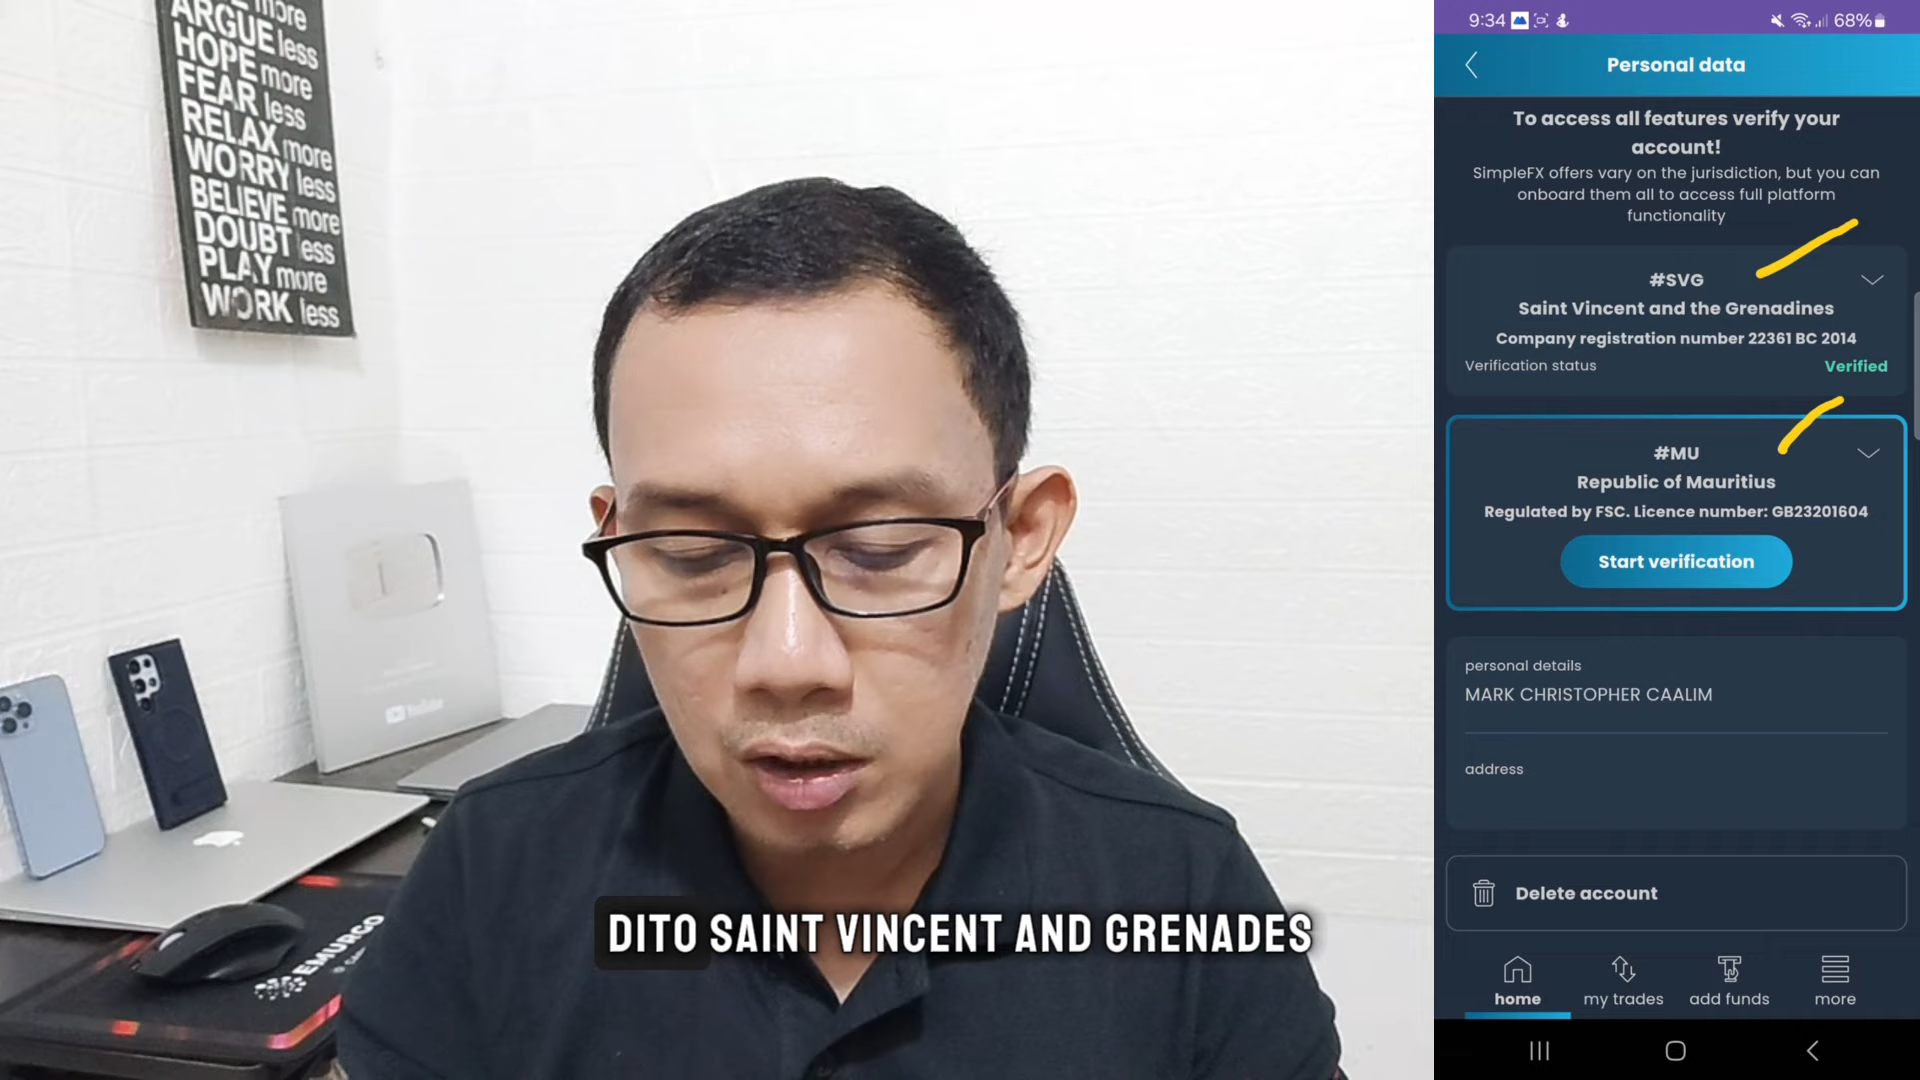 ARGUE less
HOPE more
FEAR less
RELAX more
WORRY less
BELIEVE more
DOUBT less
PLAY more
WORK less
YouTube
EMURGO
DITO SAINT VINCENT AND GRENADES
9:34
68%
Personal data
To access all features verify your
account!
SimpleFX offers vary on the jurisdiction, but you can
onboard them all to access full platform
functionality
#SVG
Saint Vincent and the Grenadines
Company registration number 22361 BC 2014
Verification status Verified
#MU
Republic of Mauritius
Regulated by FSC. Licence number: GB23201604
Start verification
personal details
MARK CHRISTOPHER CAALIM
address
Delete account
home my trades add funds more